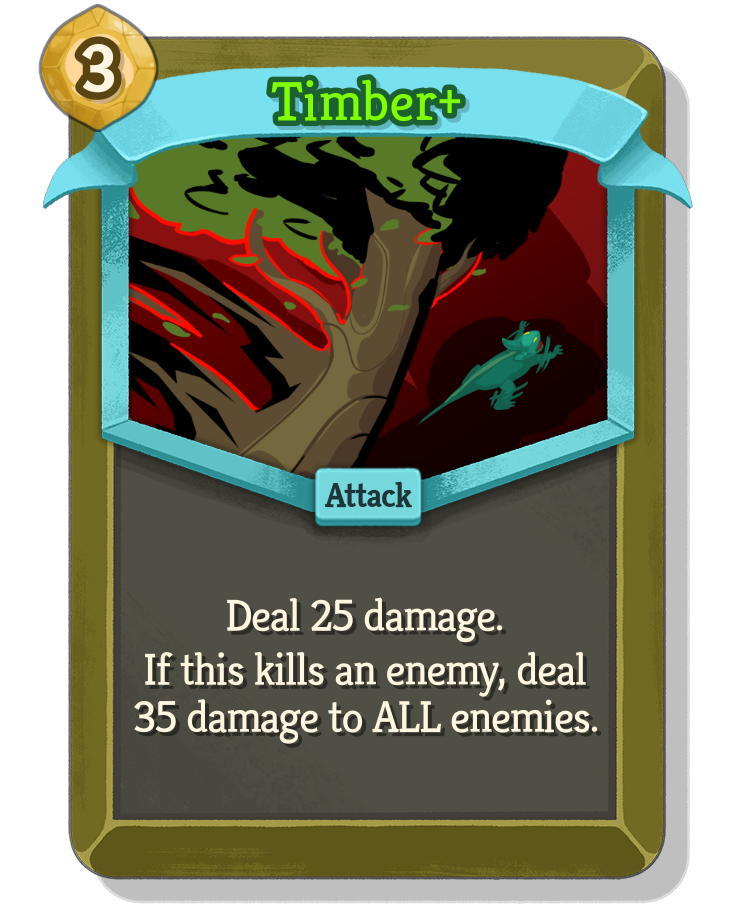 3
Timber+
Attack
Deal 25 damage.
If this kills an enemy, deal
35 damage to ALL enemies.